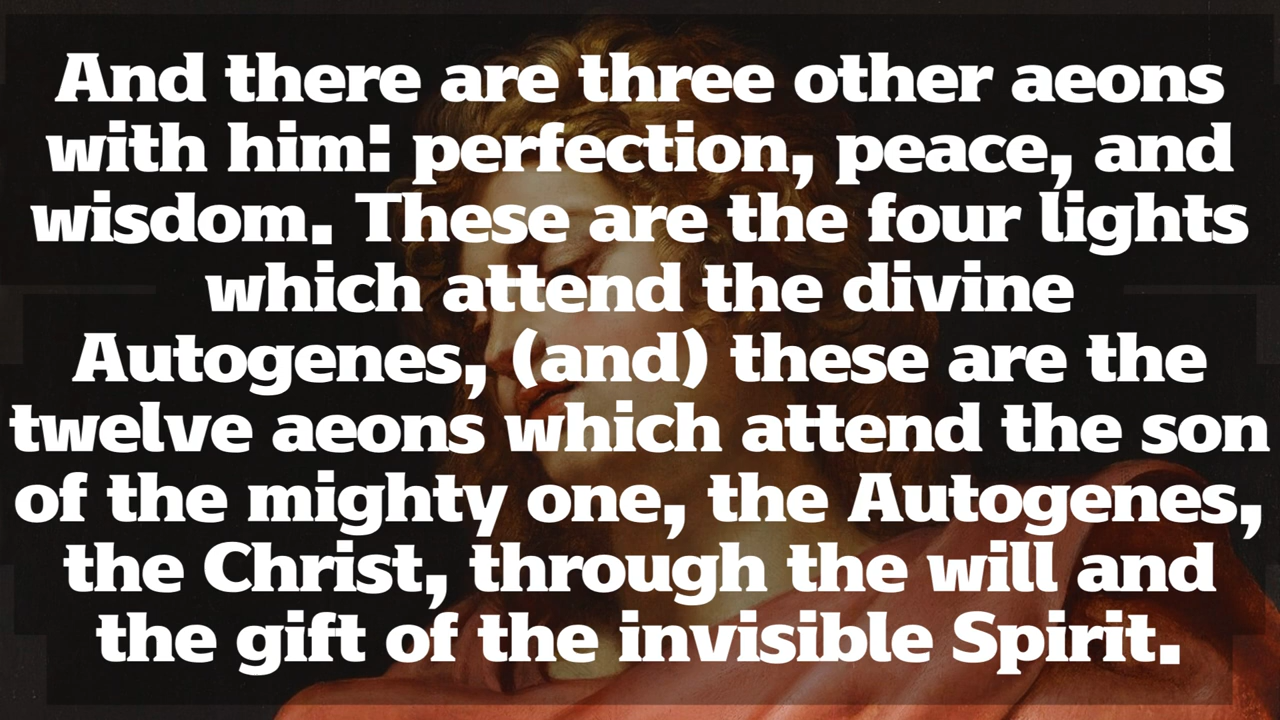 And there are three other aeons
with him: perfection, peace, and
wisdom. These are the four lights
which attend the divine
Autogenes, (and) these are the
twelve aeons which attend the son
of the mighty one, the Autogenes,
the Christ, through the will and
the gift of the invisible Spirit.